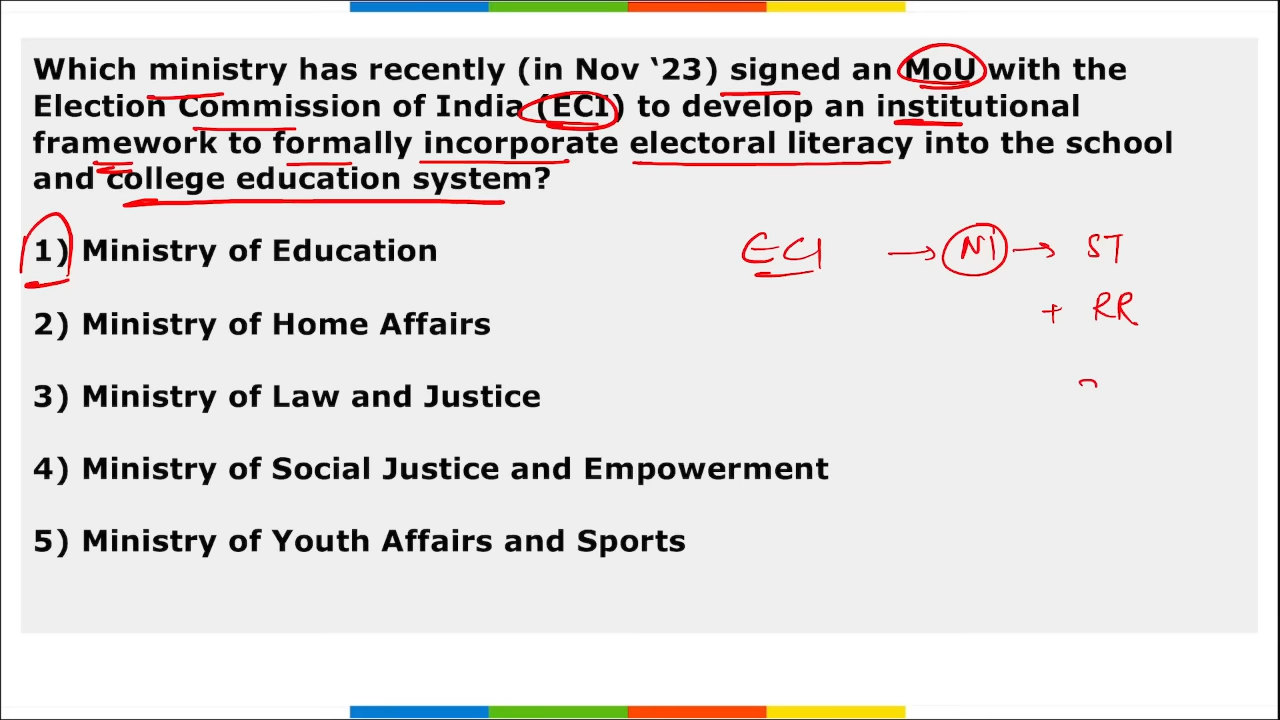 Which ministry has recently (in Nov ‘23) signed an MoU with the
Election Commission of India (ECI) to develop an institutional
framework to formally incorporate electoral literacy into the school
and college education system?
1) Ministry of Education
ECI → NI → ST
2) Ministry of Home Affairs
+ RR
3) Ministry of Law and Justice
4) Ministry of Social Justice and Empowerment
5) Ministry of Youth Affairs and Sports